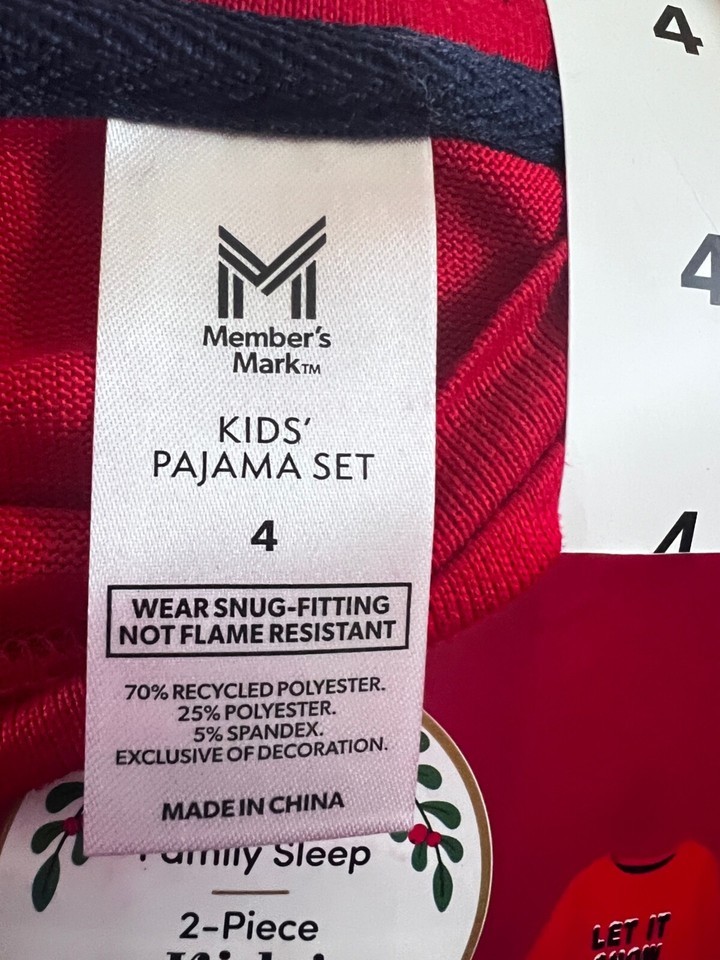 4
4
4
Member's
Mark™
KIDS'
PAJAMA SET
4
WEAR SNUG-FITTING
NOT FLAME RESISTANT
70% RECYCLED POLYESTER.
25% POLYESTER.
5% SPANDEX.
EXCLUSIVE OF DECORATION.
MADE IN CHINA
Family Sleep
2-Piece
LET IT